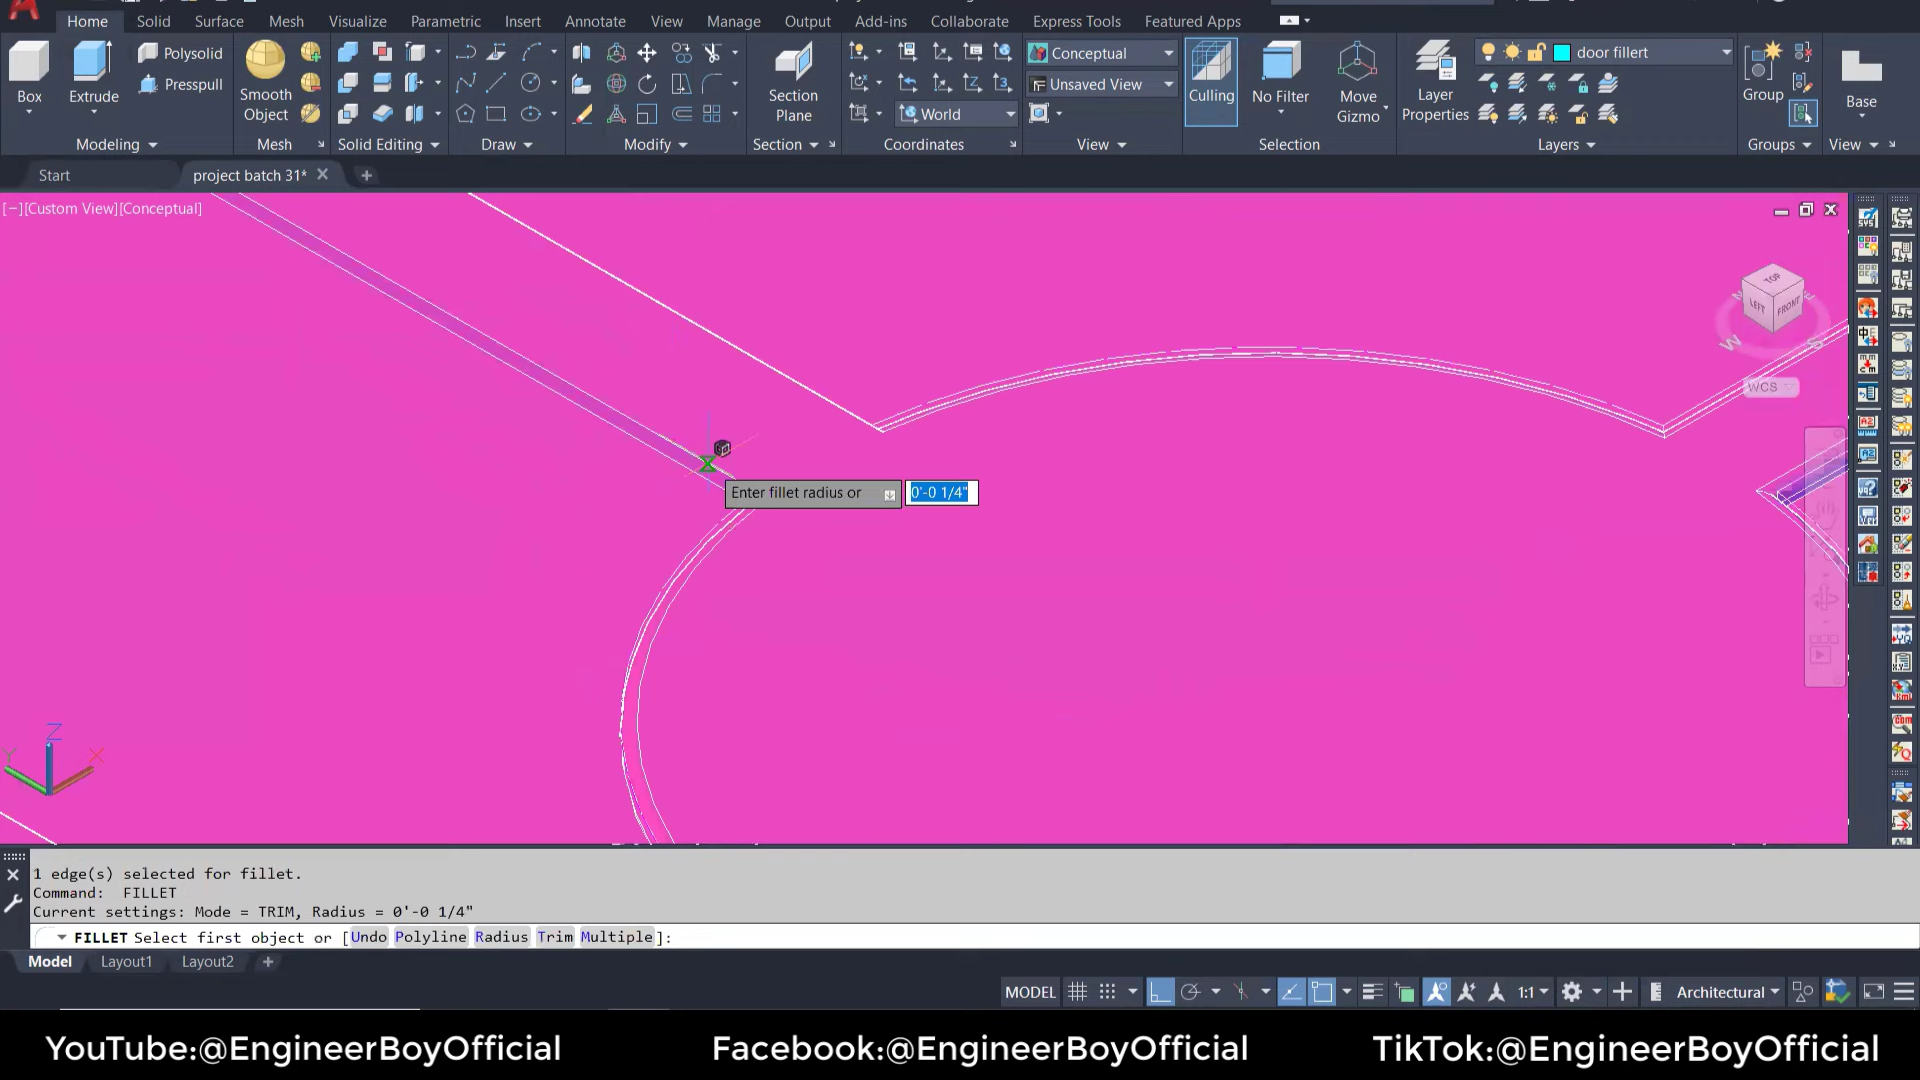 Home Solid Surface Mesh Visualize Parametric Insert Annotate View Manage Output Add-ins Collaborate Express Tools Featured Apps
Box
Extrude
Polysolid
Presspull
Smooth
Object
Section
Plane
World
Conceptual
Unsaved View
Culling
No Filter
Move
Gizmo
Layer
Properties
door fillert
Group
Base
Modeling Mesh Solid Editing Draw Modify Section Coordinates View Selection Layers Groups View
Start project batch 31*
[−][Custom View][Conceptual]
TOP
LEFT FRONT
W S
WCS
Enter fillet radius or 0'-0 1/4"
Z
Y X
1 edge(s) selected for fillet.
Command: FILLET
Current settings: Mode = TRIM, Radius = 0'-0 1/4"
FILLET Select first object or [Undo Polyline Radius Trim Multiple]:
Model Layout1 Layout2
MODEL 1:1 Architectural
YouTube:@EngineerBoyOfficial Facebook:@EngineerBoyOfficial TikTok:@EngineerBoyOfficial